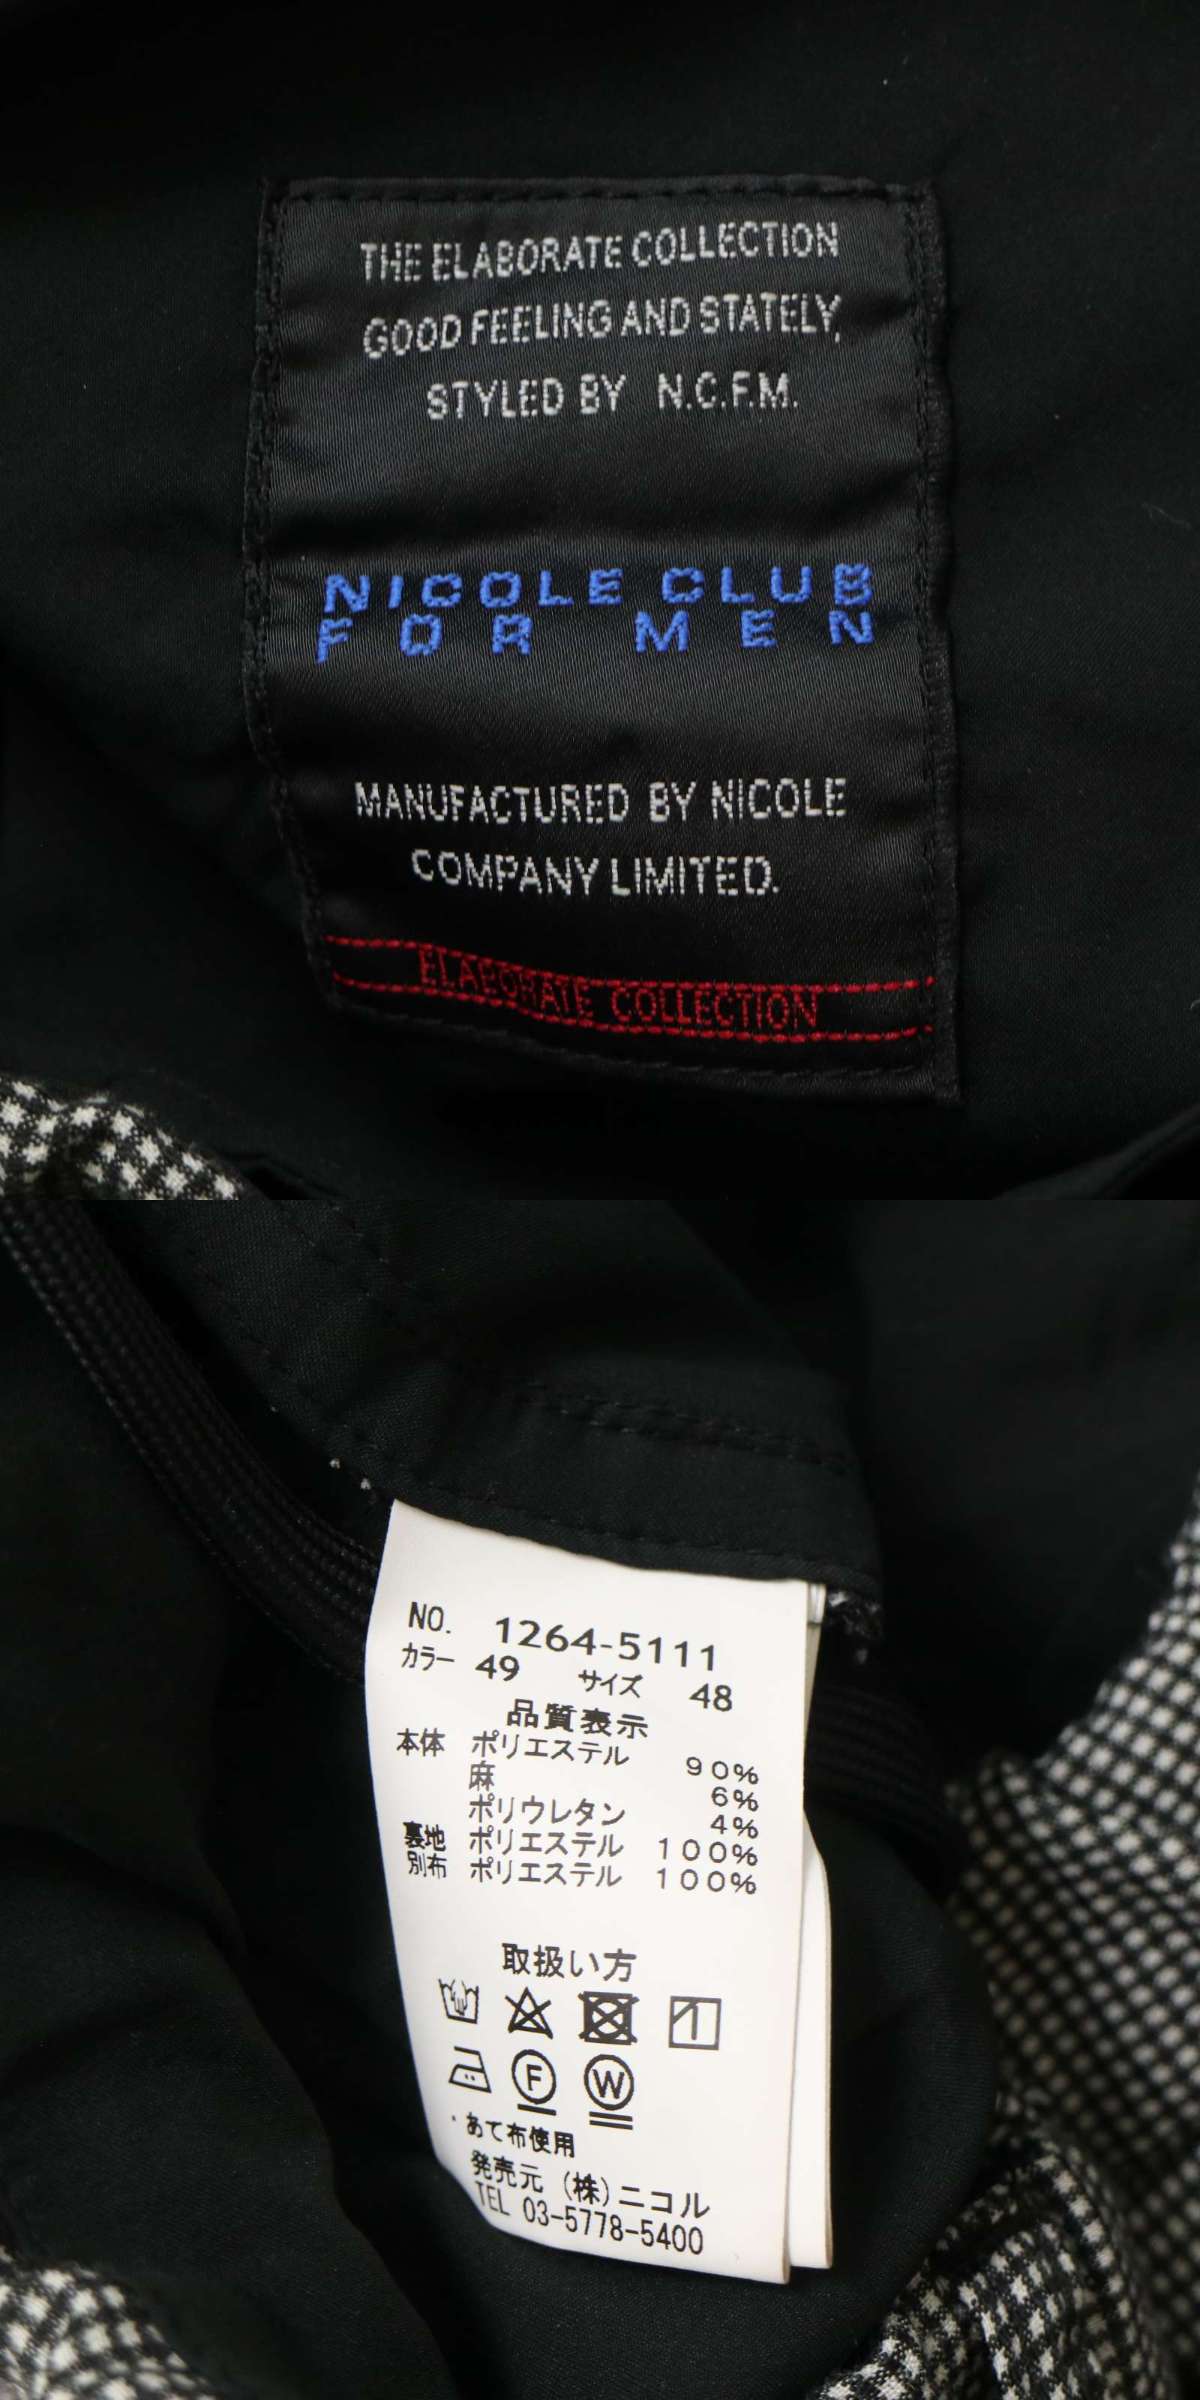 THE ELABORATE COLLECTION
GOOD FEELING AND STATELY,
STYLED BY N.C.F.M.
NICOLE CLUB
FOR MEN
MANUFACTURED BY NICOLE
COMPANY LIMITED.
ELABORATE COLLECTION
NO. 1264-5111
カラー 49 サイズ 48
品質表示
本体 ポリエステル 90%
麻 6%
ポリウレタン 4%
裏地 ポリエステル 100%
別布 ポリエステル 100%
取扱い方
F W
・あて布使用
発売元 (株)ニコル
TEL 03-5778-5400